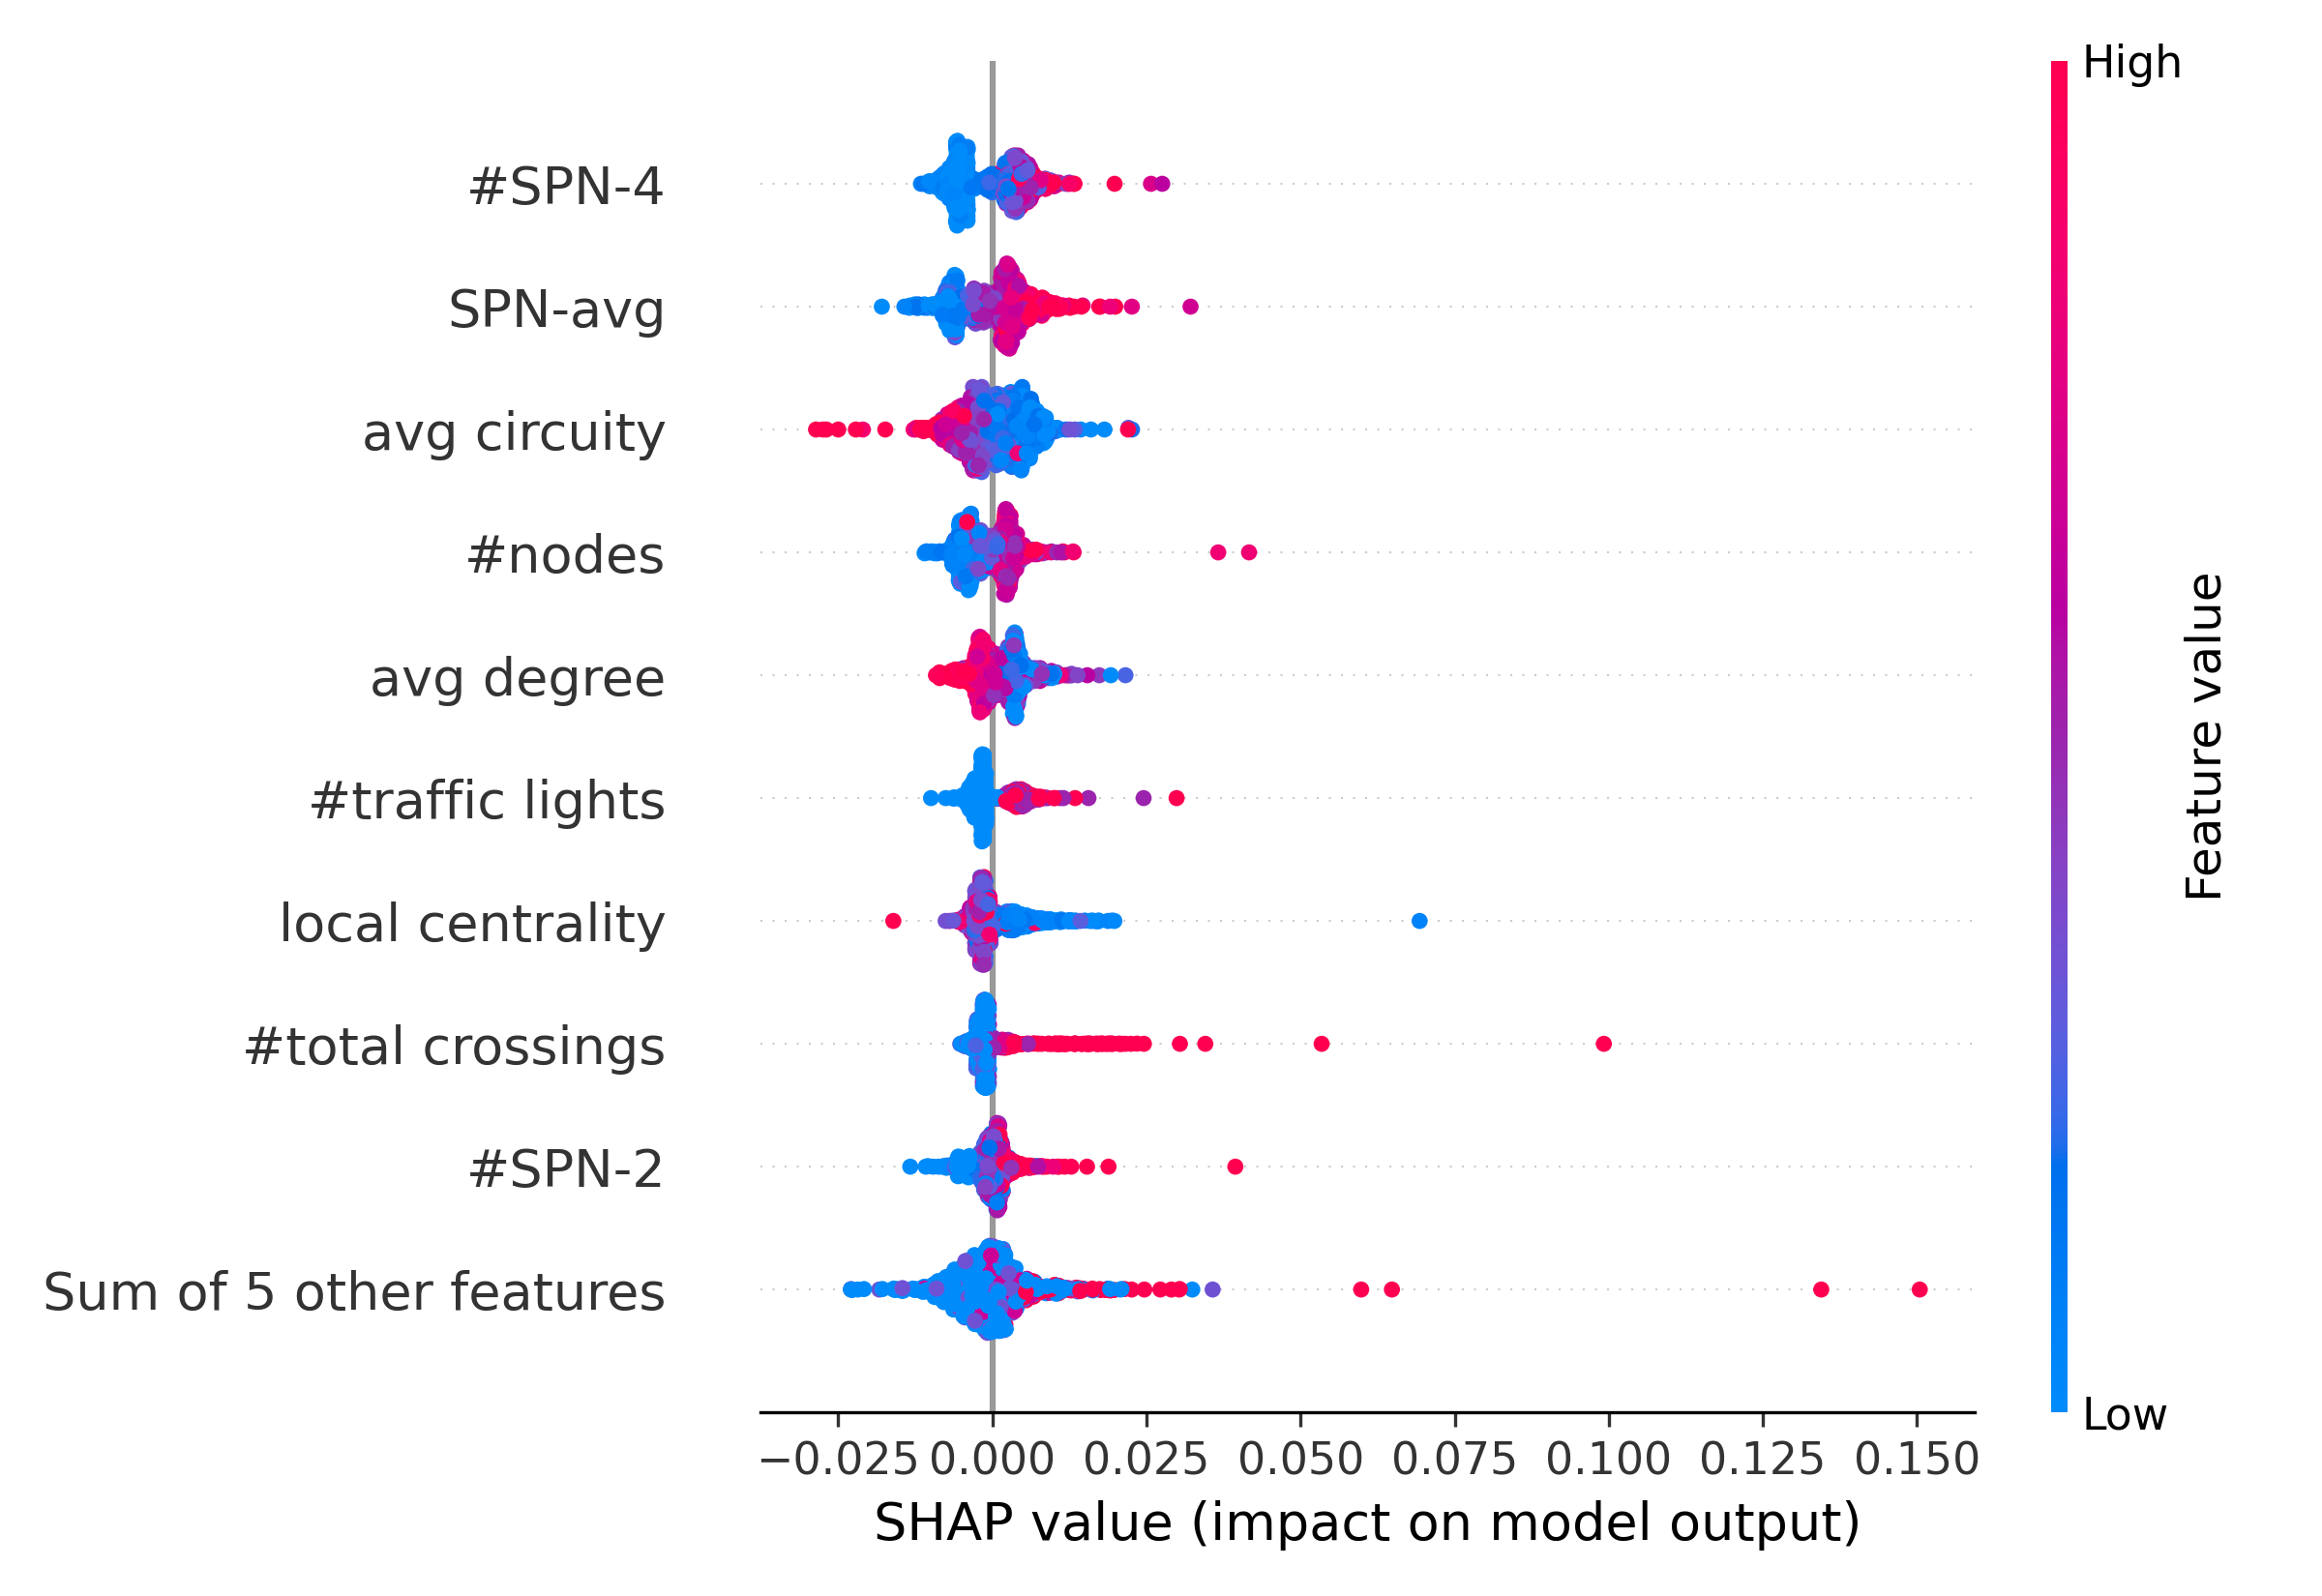 High
#SPN-4
SPN-avg
avg circuity
#nodes
avg degree
#traffic lights
local centrality
#total crossings
#SPN-2
Sum of 5 other features
Feature value
Low
−0.025 0.000 0.025 0.050 0.075 0.100 0.125 0.150
SHAP value (impact on model output)